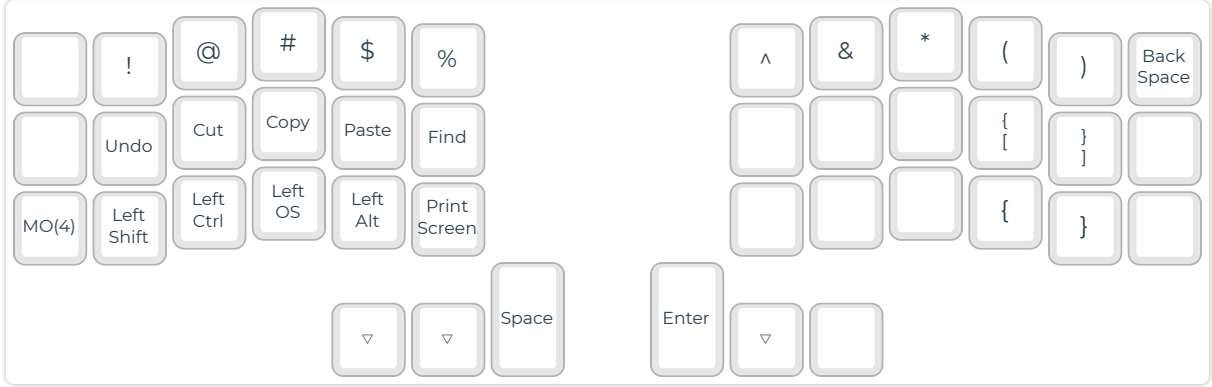 ! @ # $ % ^ & * ( ) Back Space
Undo Cut Copy Paste Find { [ } ]
MO(4) Left Shift Left Ctrl Left OS Left Alt Print Screen { }
▽ ▽ Space Enter ▽